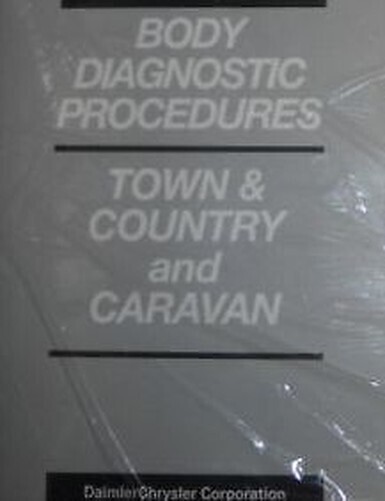 BODY
DIAGNOSTIC
PROCEDURES
TOWN &
COUNTRY
and
CARAVAN
DaimlerChrysler Corporation